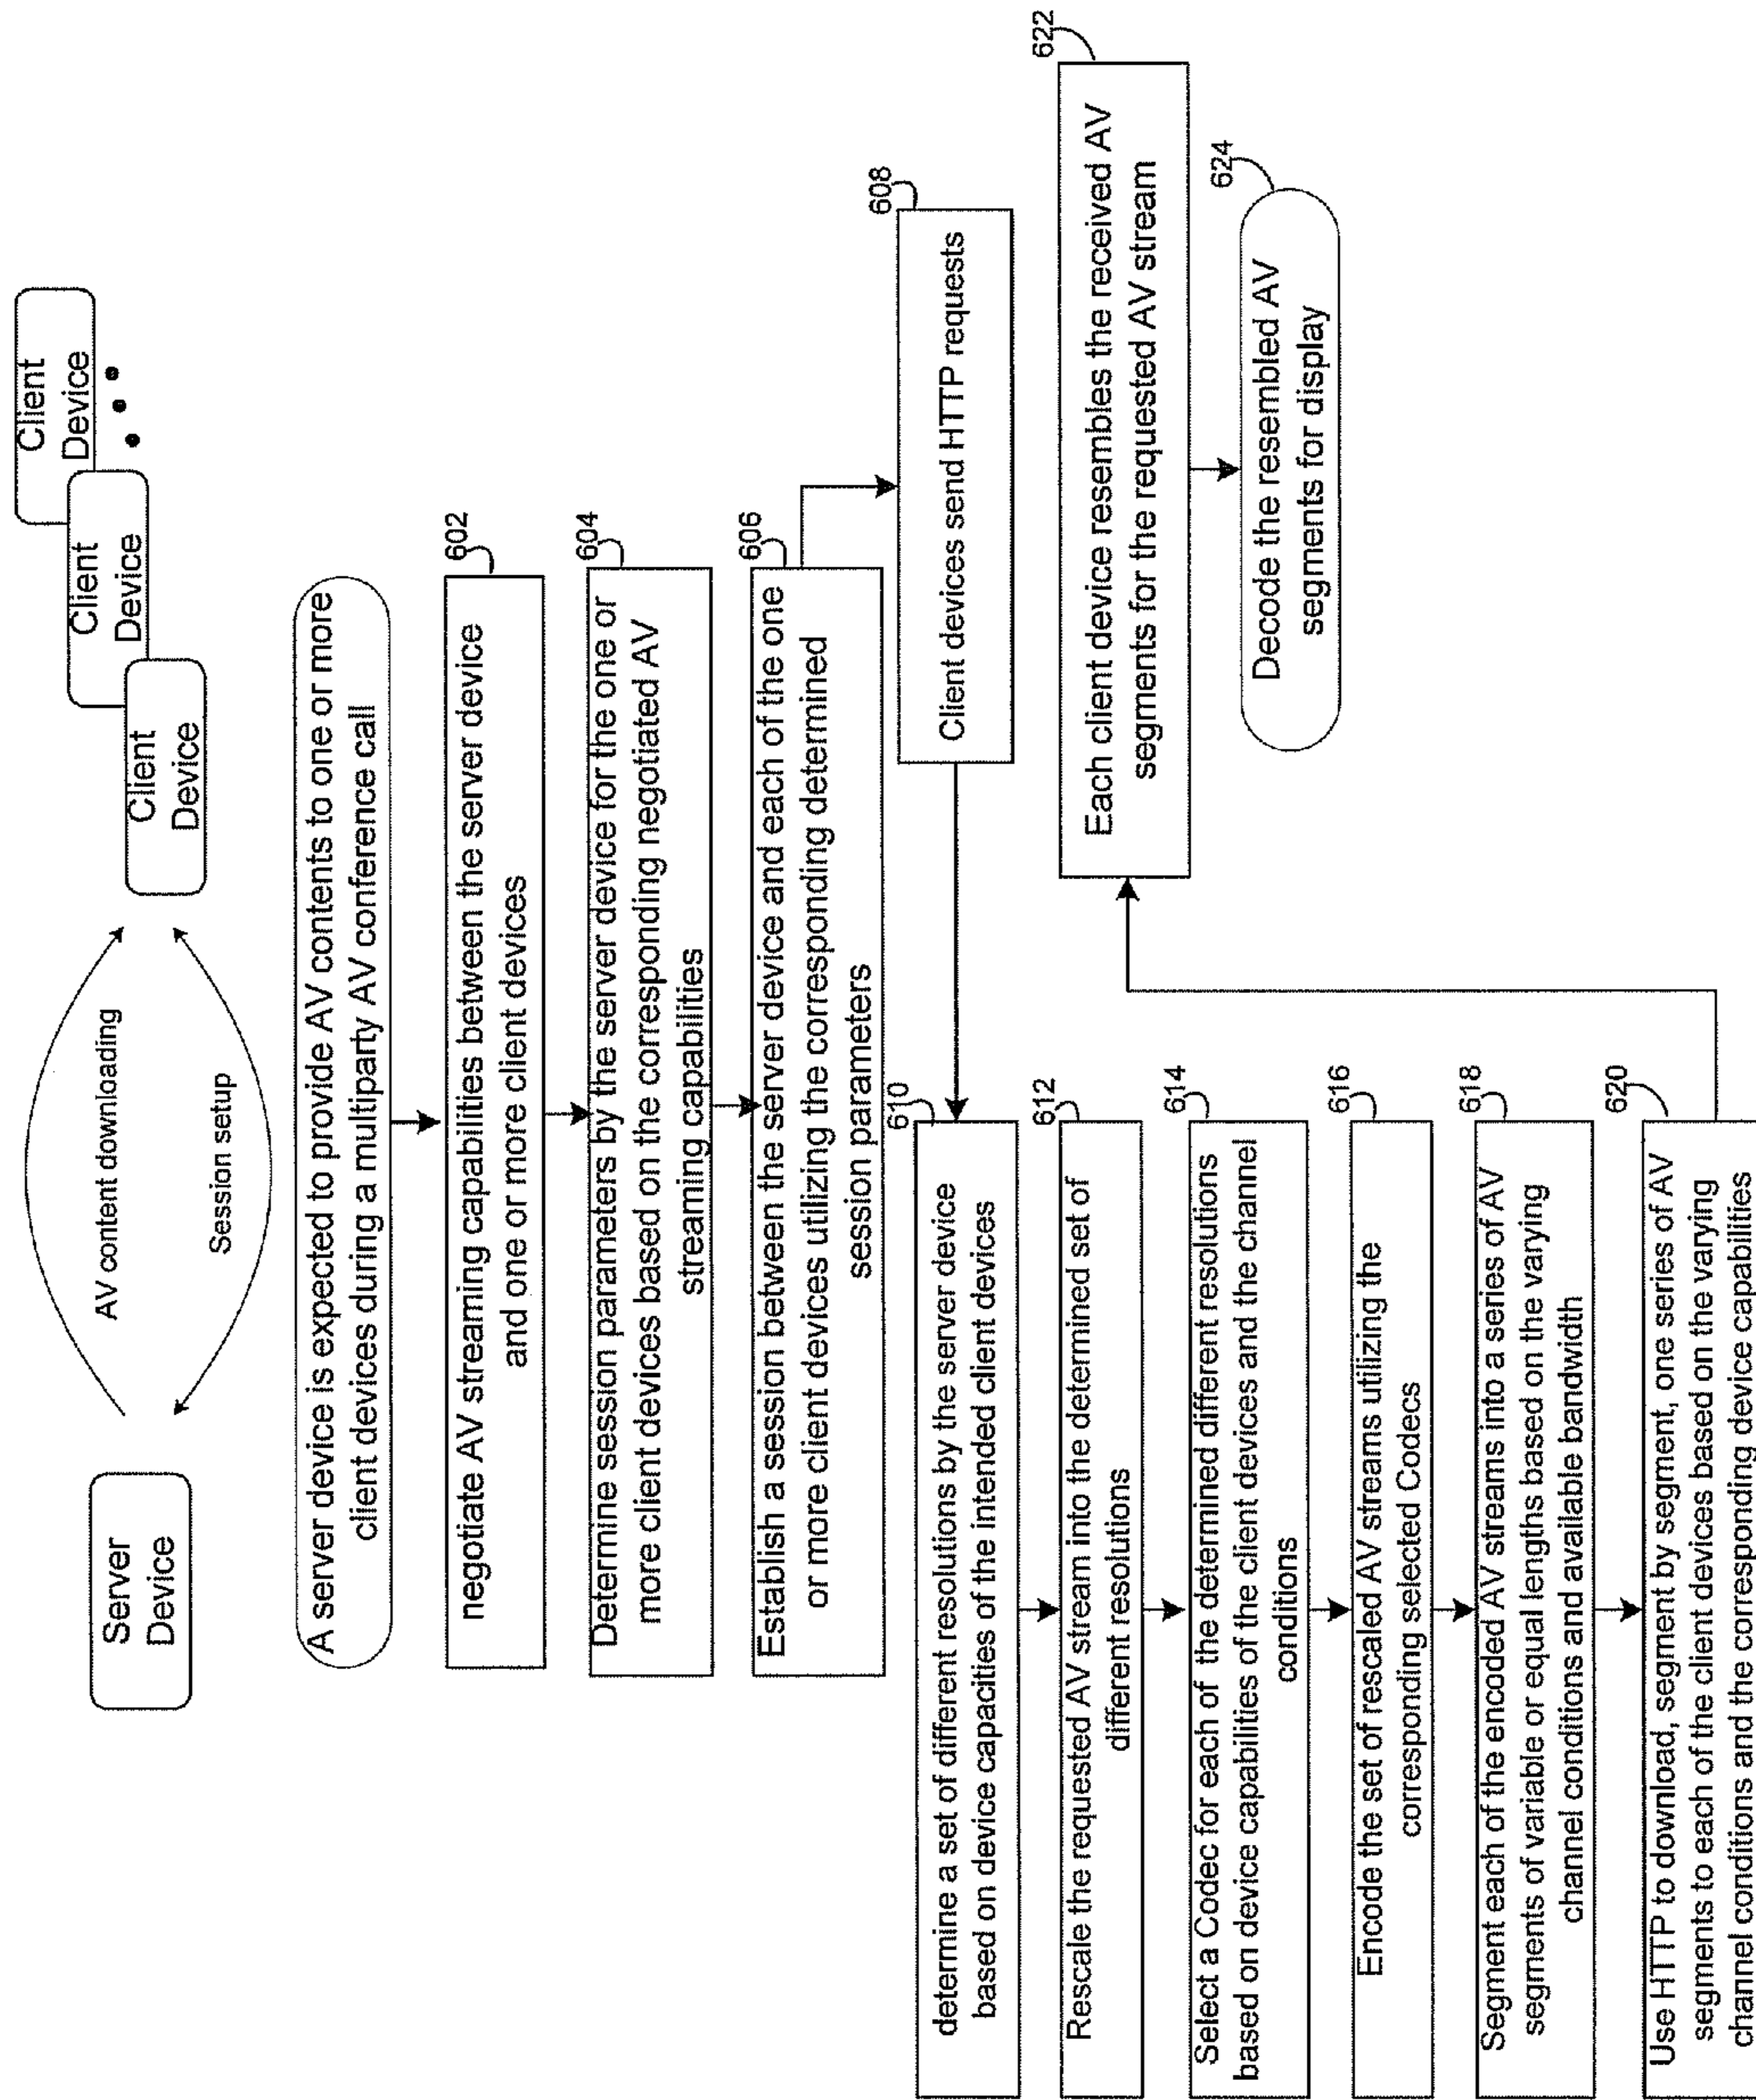 Server
Device
AV content downloading
Session setup
Client
Device
Client
Device
Client
Device
A server device is expected to provide AV contents to one or more
client devices during a multiparty AV conference call
602
negotiate AV streaming capabilities between the server device
and one or more client devices
604
Determine session parameters by the server device for the one or
more client devices based on the corresponding negotiated AV
streaming capabilities
606
Establish a session between the server device and each of the one
or more client devices utilizing the corresponding determined
session parameters
608
Client devices send HTTP requests
610
determine a set of different resolutions by the server device
based on device capacities of the intended client devices
612
Rescale the requested AV stream into the determined set of
different resolutions
614
Select a Codec for each of the determined different resolutions
based on device capabilities of the client devices and the channel
conditions
616
Encode the set of rescaled AV streams utilizing the
corresponding selected Codecs
618
Segment each of the encoded AV streams into a series of AV
segments of variable or equal lengths based on the varying
channel conditions and available bandwidth
620
Use HTTP to download, segment by segment, one series of AV
segments to each of the client devices based on the varying
channel conditions and the corresponding device capabilities
622
Each client device resembles the received AV
segments for the requested AV stream
624
Decode the resembled AV
segments for display